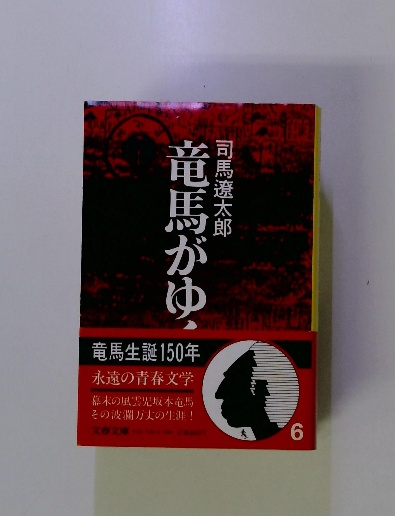 司馬遼太郎
竜馬がゆ
竜馬生誕150年
永遠の青春文学
幕末の風雲児坂本竜馬
その波瀾万丈の生涯!
文春文庫
6